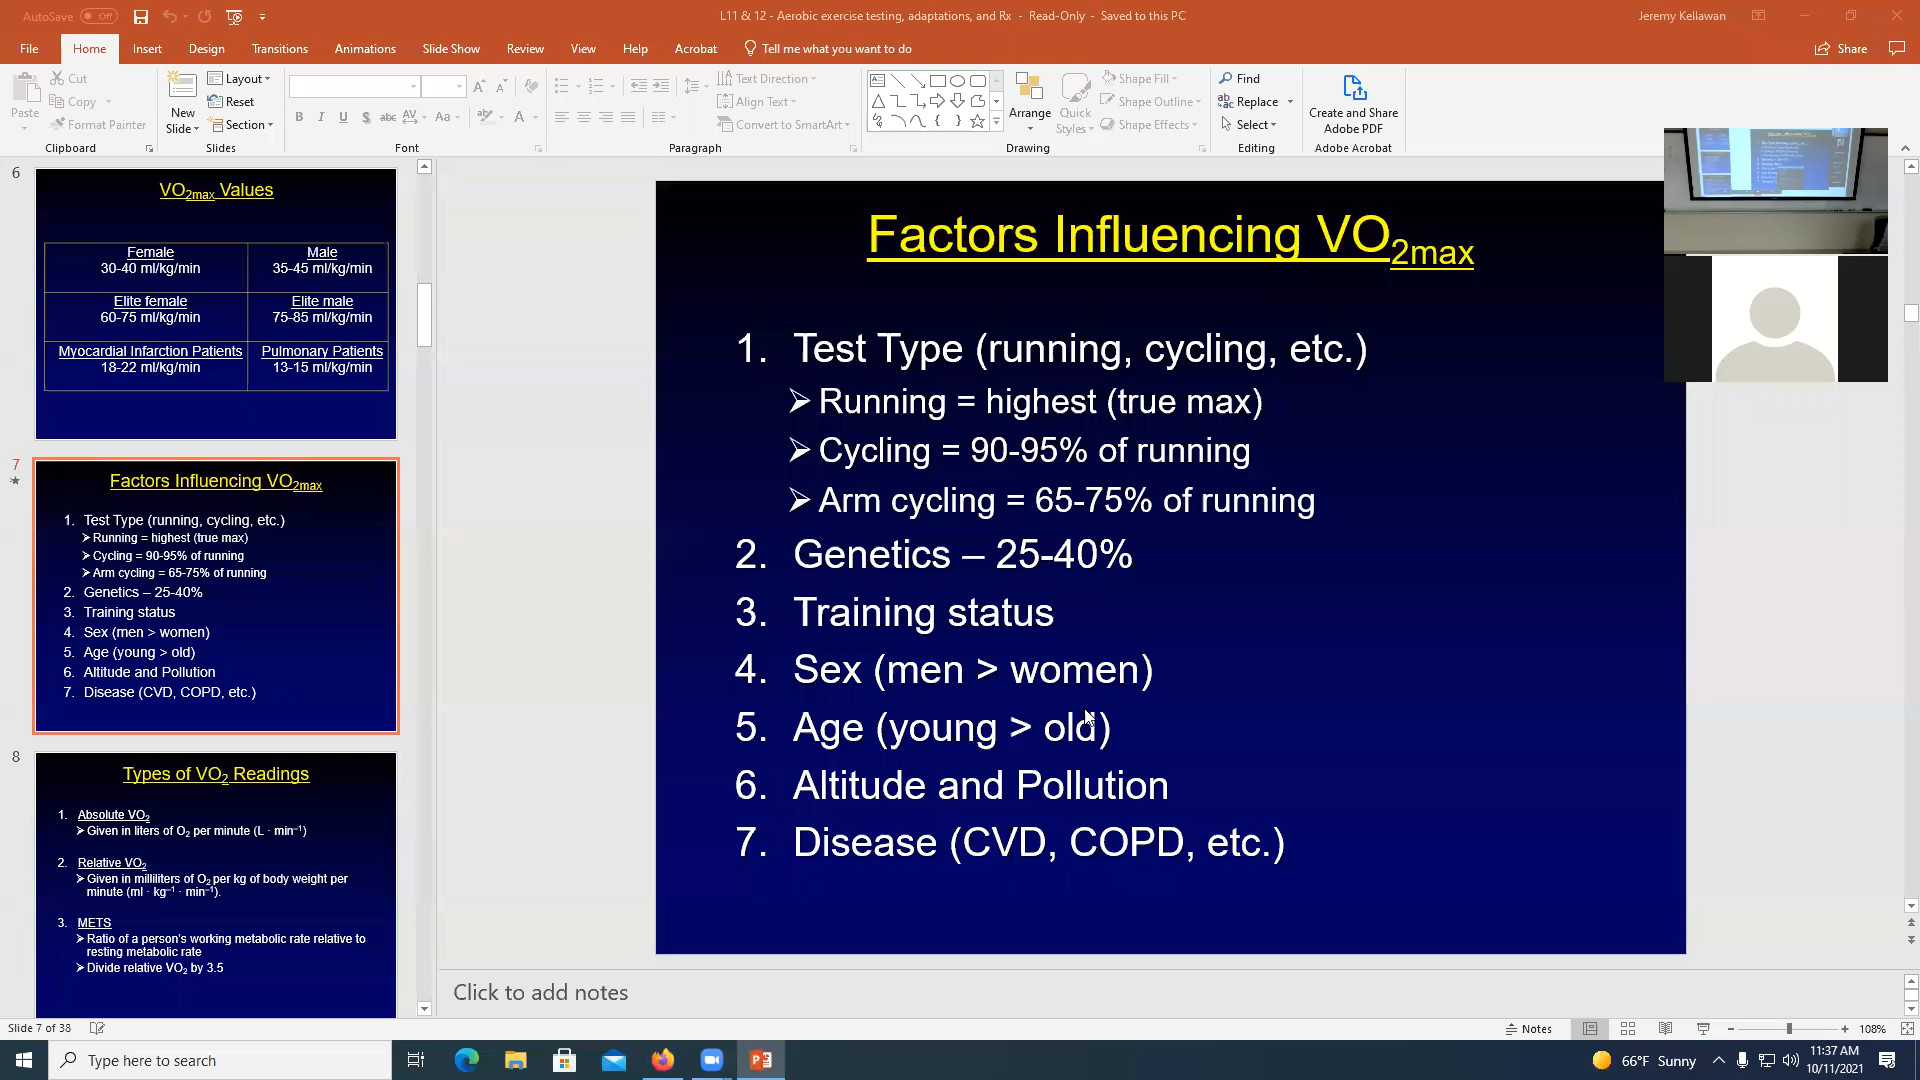 AutoSave Off
L11 & 12 - Aerobic exercise testing, adaptations, and Rx - Read-Only - Saved to this PC
Jeremy Kellawan
File Home Insert Design Transitions Animations Slide Show Review View Help Acrobat Tell me what you want to do
Share
Paste
Cut
Copy
Format Painter
Clipboard
New Slide
Layout
Reset
Section
Slides
B I U S abc AV Aa A
Font
Text Direction
Align Text
Convert to SmartArt
Paragraph
Arrange
Quick Styles
Shape Fill
Shape Outline
Shape Effects
Drawing
Find
Replace
Select
Editing
Create and Share Adobe PDF
Adobe Acrobat
6
VO2max Values
Female Male
30-40 ml/kg/min 35-45 ml/kg/min
Elite female Elite male
60-75 ml/kg/min 75-85 ml/kg/min
Myocardial Infarction Patients Pulmonary Patients
18-22 ml/kg/min 13-15 ml/kg/min
7
Factors Influencing VO2max
1. Test Type (running, cycling, etc.)
➢ Running = highest (true max)
➢ Cycling = 90-95% of running
➢ Arm cycling = 65-75% of running
2. Genetics – 25-40%
3. Training status
4. Sex (men > women)
5. Age (young > old)
6. Altitude and Pollution
7. Disease (CVD, COPD, etc.)
8
Types of VO2 Readings
1. Absolute VO2
➢ Given in liters of O2 per minute (L · min–1)
2. Relative VO2
➢ Given in milliliters of O2 per kg of body weight per
minute (ml · kg–1 · min–1).
3. METS
➢ Ratio of a person's working metabolic rate relative to
resting metabolic rate
➢ Divide relative VO2 by 3.5
Factors Influencing VO2max
1. Test Type (running, cycling, etc.)
➢ Running = highest (true max)
➢ Cycling = 90-95% of running
➢ Arm cycling = 65-75% of running
2. Genetics – 25-40%
3. Training status
4. Sex (men > women)
5. Age (young > old)
6. Altitude and Pollution
7. Disease (CVD, COPD, etc.)
Click to add notes
Slide 7 of 38
Notes
108%
Type here to search
66°F Sunny
11:37 AM
10/11/2021